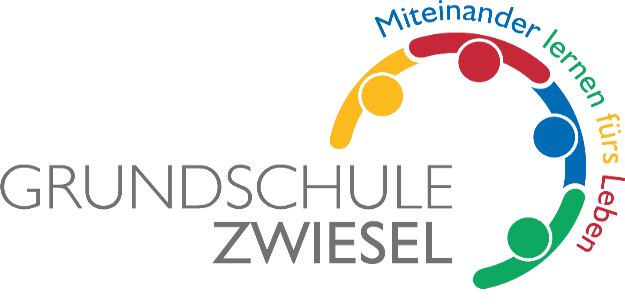 Miteinander lernen fürs Leben
GRUNDSCHULE
ZWIESEL